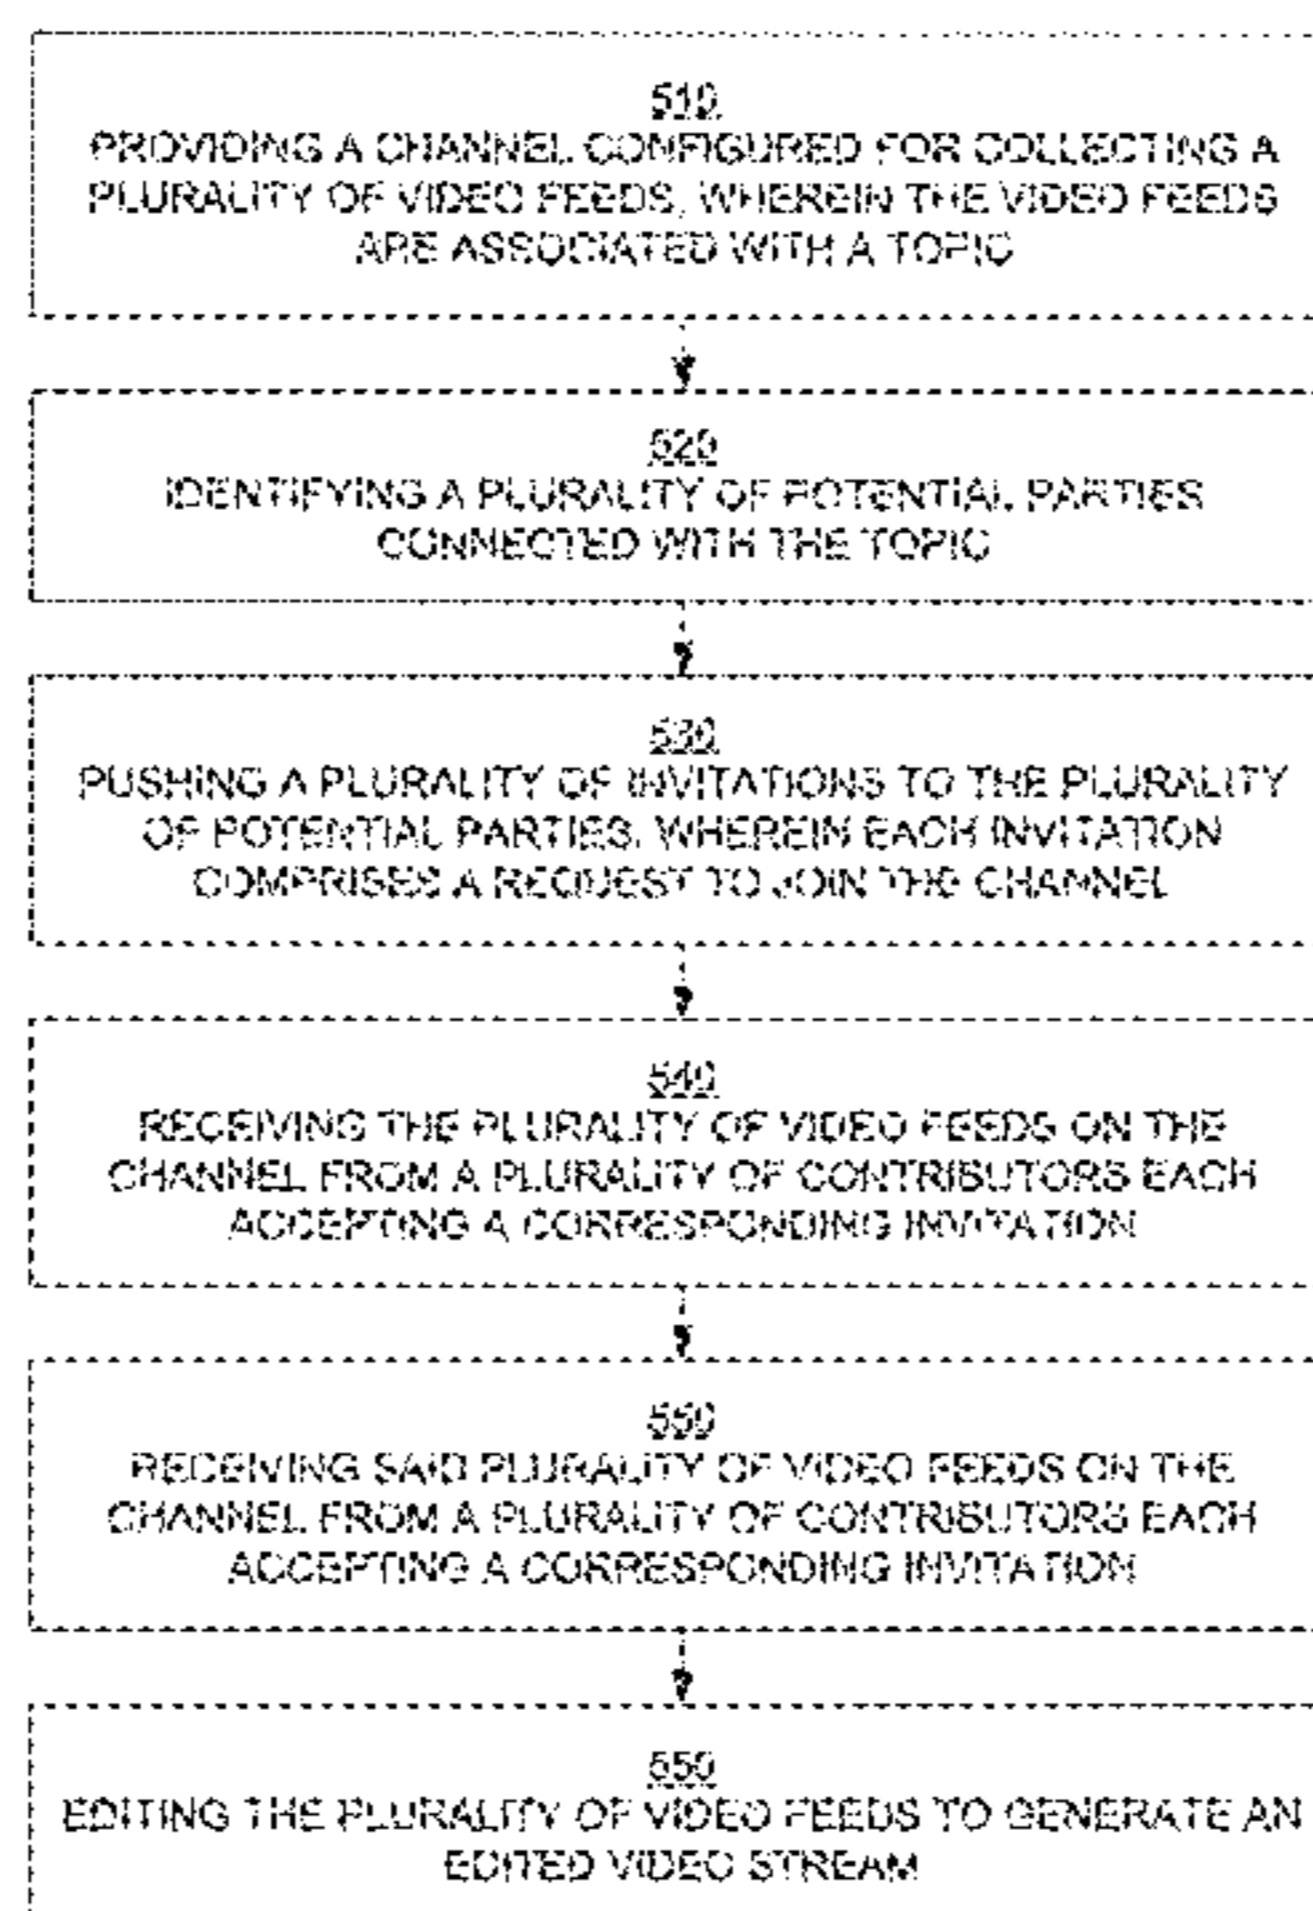 510
PROVIDING A CHANNEL CONFIGURED FOR COLLECTING A
PLURALITY OF VIDEO FEEDS, WHEREIN THE VIDEO FEEDS
ARE ASSOCIATED WITH A TOPIC
520
IDENTIFYING A PLURALITY OF POTENTIAL PARTIES
CONNECTED WITH THE TOPIC
530
PUSHING A PLURALITY OF INVITATIONS TO THE PLURALITY
OF POTENTIAL PARTIES, WHEREIN EACH INVITATION
COMPRISES A REQUEST TO JOIN THE CHANNEL
540
RECEIVING THE PLURALITY OF VIDEO FEEDS ON THE
CHANNEL FROM A PLURALITY OF CONTRIBUTORS EACH
ACCEPTING A CORRESPONDING INVITATION
550
RECEIVING SAID PLURALITY OF VIDEO FEEDS ON THE
CHANNEL FROM A PLURALITY OF CONTRIBUTORS EACH
ACCEPTING A CORRESPONDING INVITATION
550
EDITING THE PLURALITY OF VIDEO FEEDS TO GENERATE AN
EDITED VIDEO STREAM